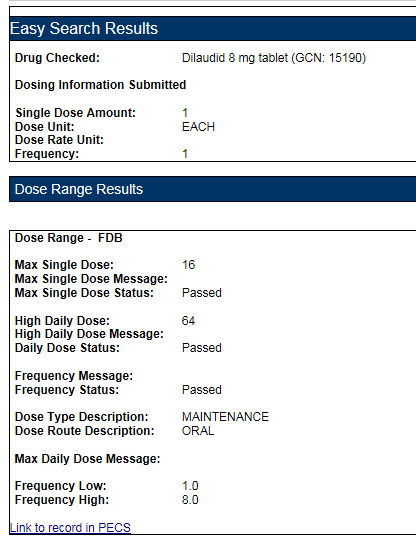 Easy Search Results
Drug Checked: Dilaudid 8 mg tablet (GCN: 15190)
Dosing Information Submitted
Single Dose Amount: 1
Dose Unit: EACH
Dose Rate Unit:
Frequency: 1
Dose Range Results
Dose Range - FDB
Max Single Dose: 16
Max Single Dose Message:
Max Single Dose Status: Passed
High Daily Dose: 64
High Daily Dose Message:
Daily Dose Status: Passed
Frequency Message:
Frequency Status: Passed
Dose Type Description: MAINTENANCE
Dose Route Description: ORAL
Max Daily Dose Message:
Frequency Low: 1.0
Frequency High: 8.0
Link to record in PECS